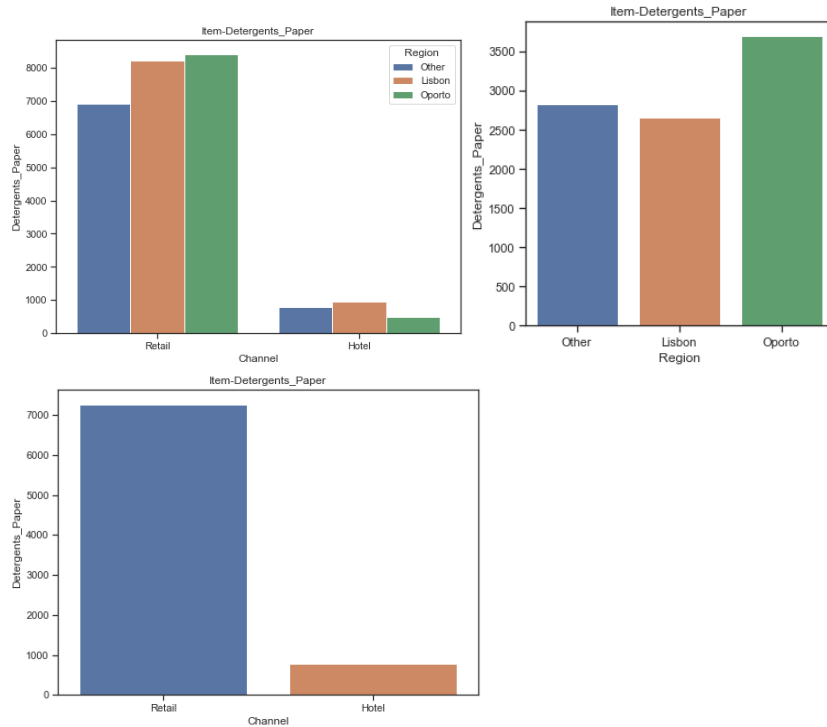 Item-Detergents_Paper
Detergents_Paper
8000
7000
6000
5000
4000
3000
2000
1000
0
Region
Other
Lisbon
Oporto
Retail
Hotel
Channel
Item-Detergents_Paper
Detergents_Paper
3500
3000
2500
2000
1500
1000
500
0
Other
Lisbon
Oporto
Region
Item-Detergents_Paper
Detergents_Paper
7000
6000
5000
4000
3000
2000
1000
0
Retail
Hotel
Channel